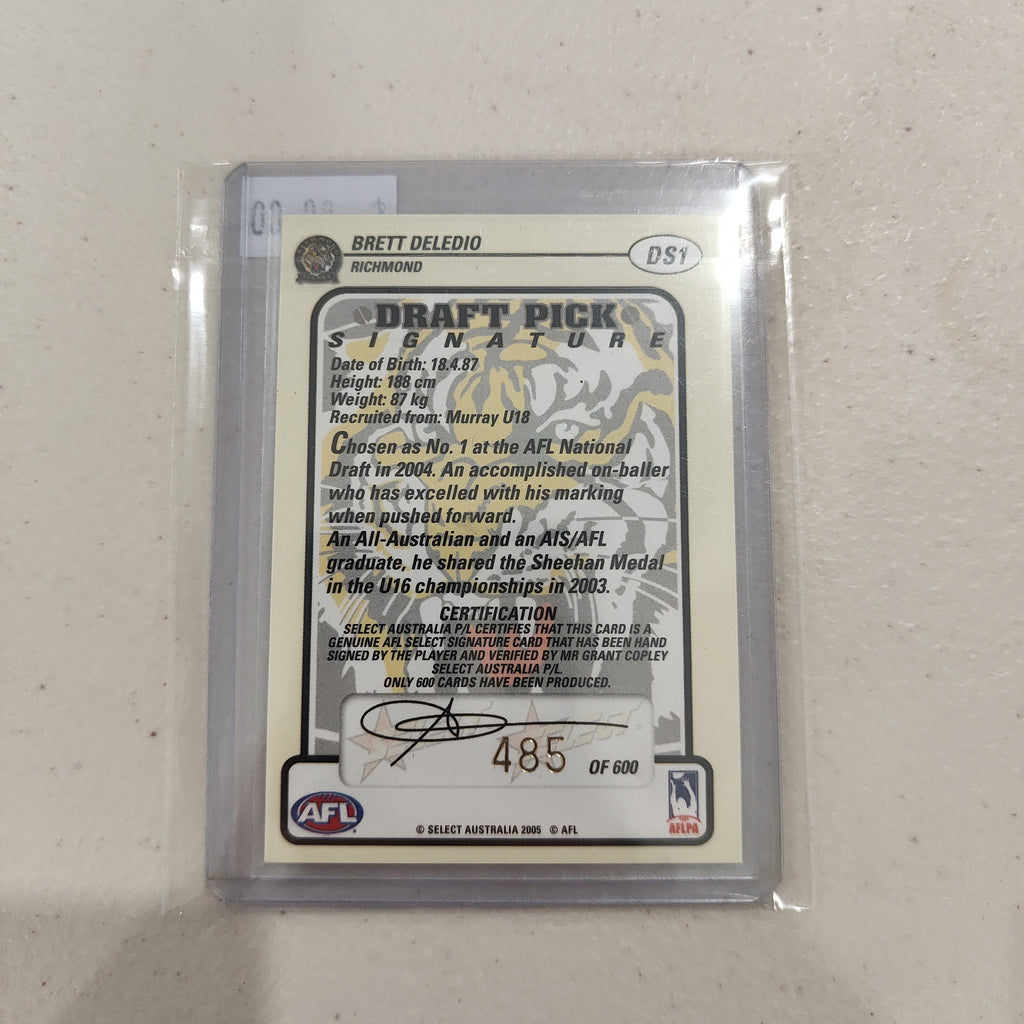 BRETT DELEDIO
RICHMOND
DS1
DRAFT PICK
SIGNATURE
Date of Birth: 18.4.87
Height: 188 cm
Weight: 87 kg
Recruited from: Murray U18
Chosen as No. 1 at the AFL National
Draft in 2004. An accomplished on-baller
who has excelled with his marking
when pushed forward.
An All-Australian and an AIS/AFL
graduate, he shared the Sheehan Medal
in the U16 championships in 2003.
CERTIFICATION
SELECT AUSTRALIA P/L CERTIFIES THAT THIS CARD IS A
GENUINE AFL SELECT SIGNATURE CARD THAT HAS BEEN HAND
SIGNED BY THE PLAYER AND VERIFIED BY MR GRANT COPLEY
SELECT AUSTRALIA P/L.
ONLY 600 CARDS HAVE BEEN PRODUCED.
485 OF 600
AFL
© SELECT AUSTRALIA 2005 © AFL
AFLPA